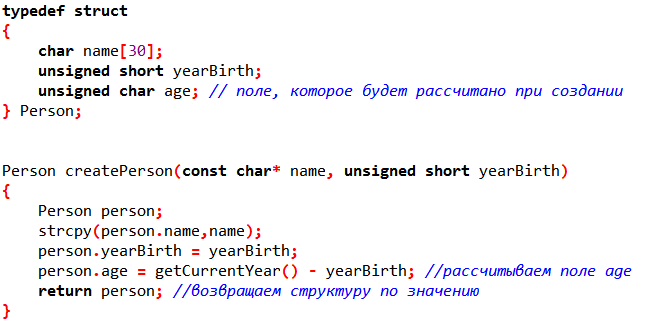 typedef struct
{
    char name[30];
    unsigned short yearBirth;
    unsigned char age; // поле, которое будет рассчитано при создании
} Person;
Person createPerson(const char* name, unsigned short yearBirth)
{
    Person person;
    strcpy(person.name,name);
    person.yearBirth = yearBirth;
    person.age = getCurrentYear() - yearBirth; //рассчитываем поле age
    return person; //возвращаем структуру по значению
}